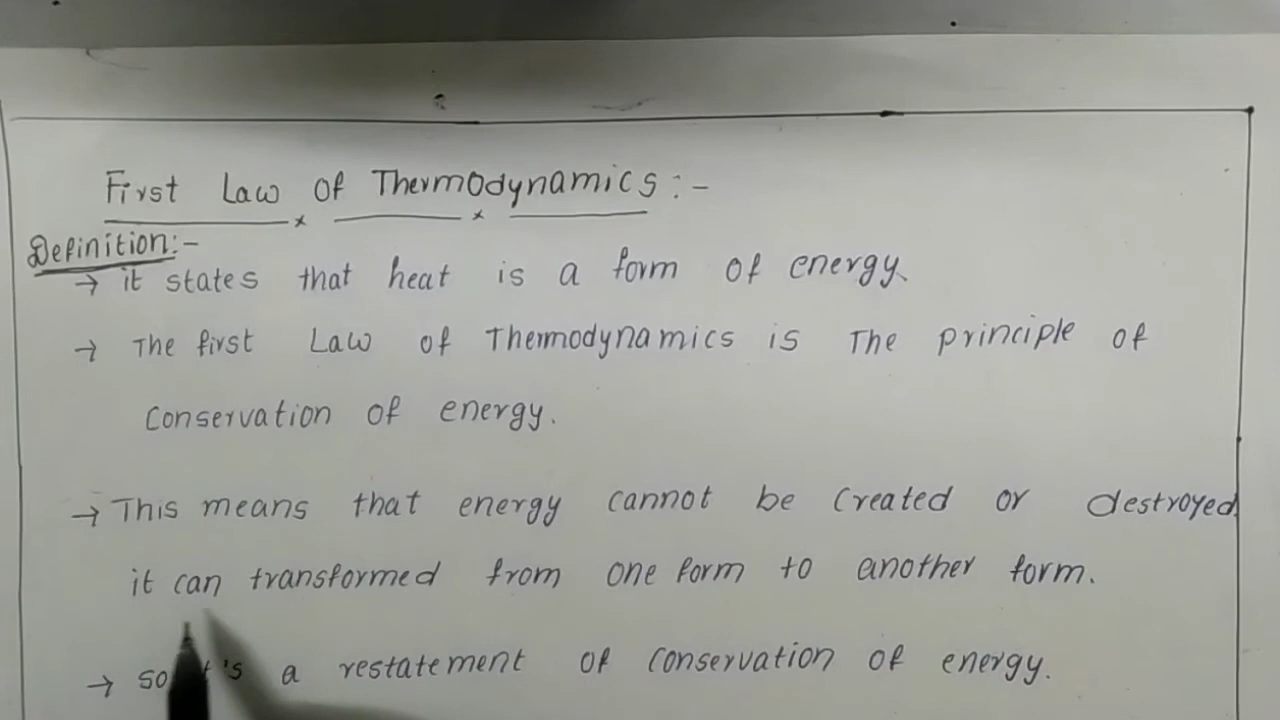 First Law of Thermodynamics:-
Definition:-
→ it states that heat is a form of energy.
→ The first Law of Thermodynamics is The principle of
conservation of energy.
→ This means that energy cannot be created or destroyed
it can transformed from one form to another form.
→ so 's a restatement of conservation of energy.